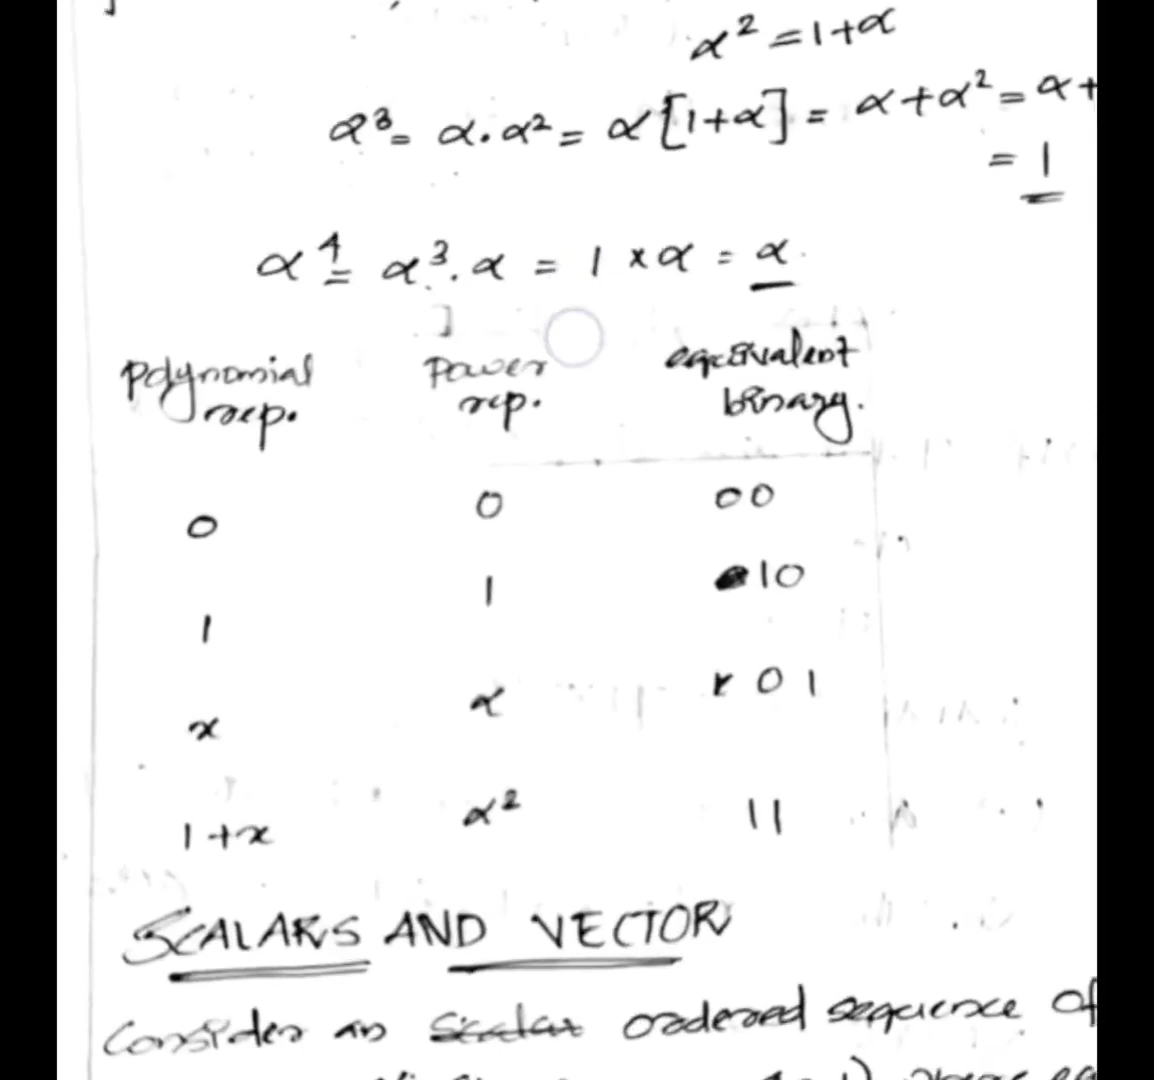 α² = 1+α
α³ = α.α² = α[1+α] = α+α² = α+
= 1
α⁴ = α³.α = 1 × α = α
polynomial rep.
power rep.
equivalent binary.
0 0 00
1 1 10
x α 01
1+x α² 11
SCALARS AND VECTOR
Consider an scalar ordered sequence of